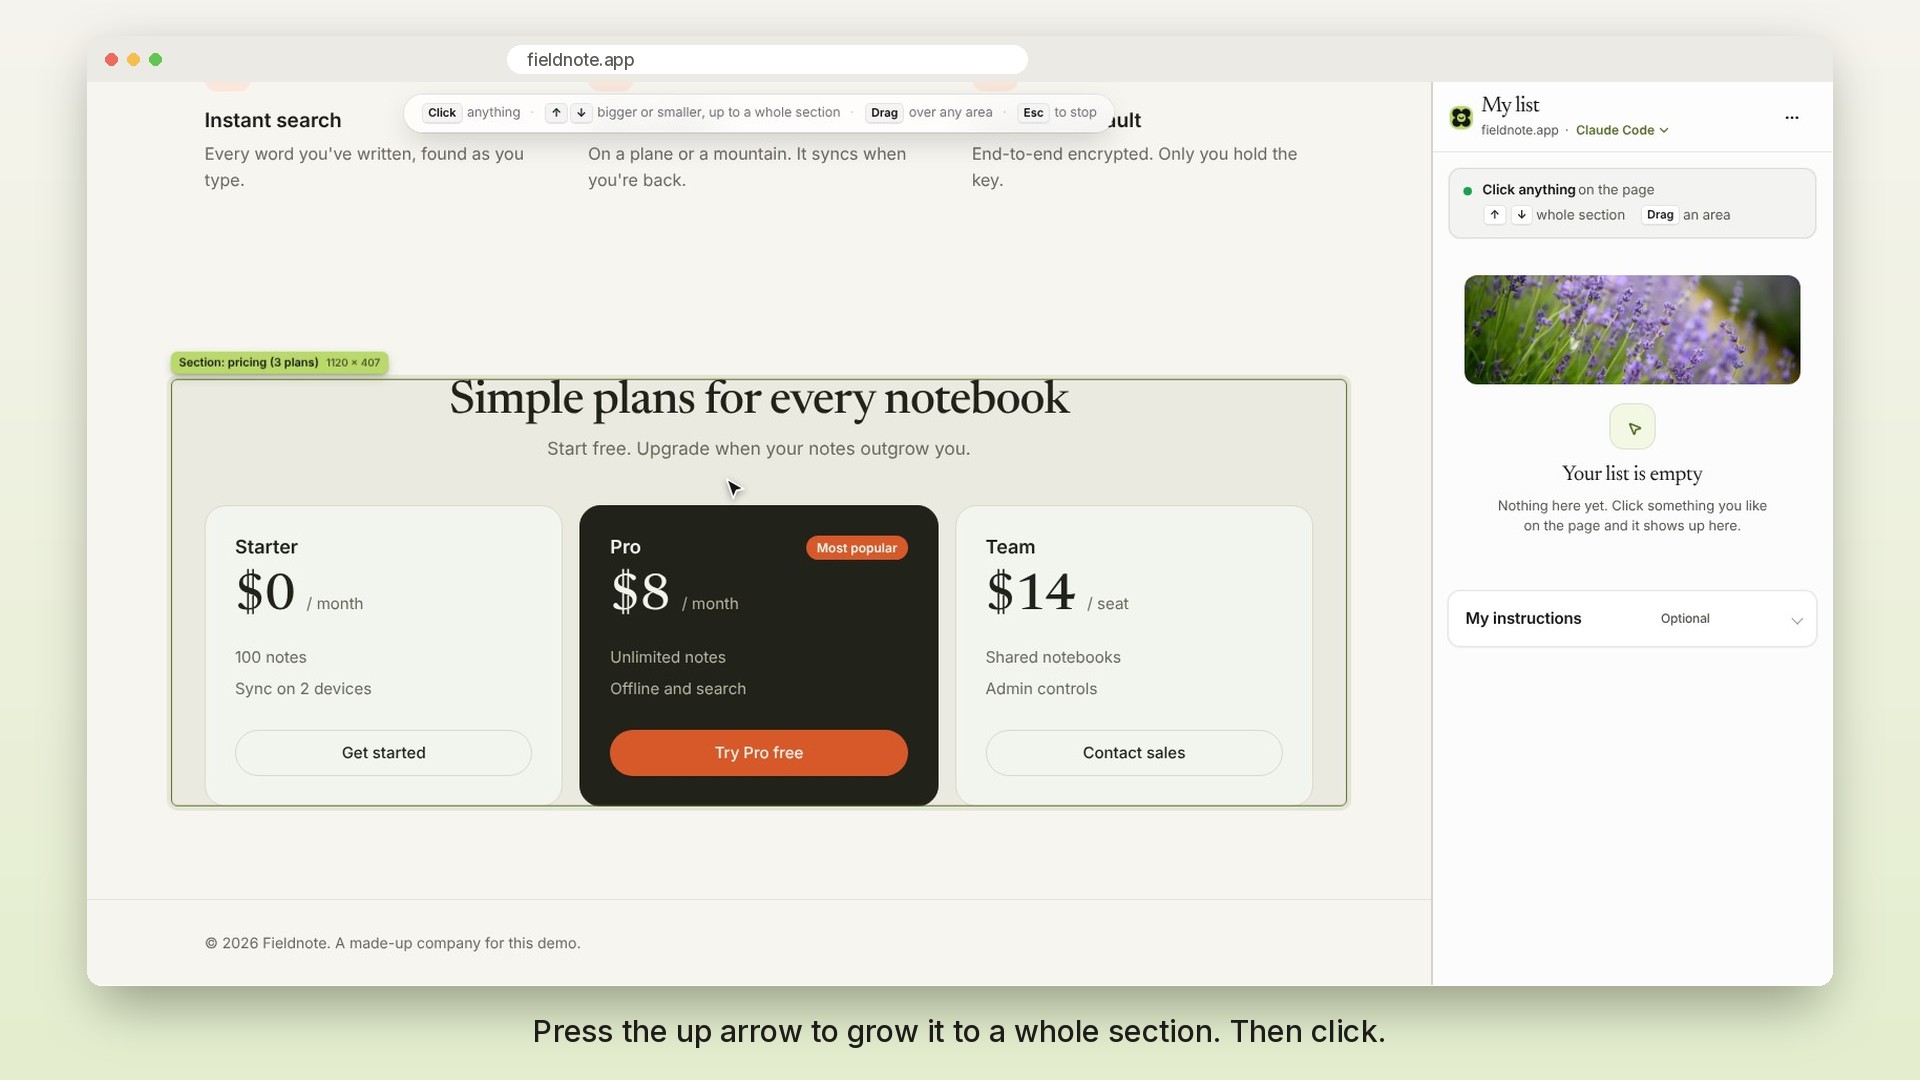 fieldnote.app
Click anything · ↑ ↓ bigger or smaller, up to a whole section · Drag over any area · Esc to stop
Instant search
Every word you've written, found as you
type.
On a plane or a mountain. It syncs when
you're back.
End-to-end encrypted. Only you hold the
key.
Section: pricing (3 plans) 1120 × 407
Simple plans for every notebook
Start free. Upgrade when your notes outgrow you.
Starter
$0 / month
100 notes
Sync on 2 devices
Get started
Pro
Most popular
$8 / month
Unlimited notes
Offline and search
Try Pro free
Team
$14 / seat
Shared notebooks
Admin controls
Contact sales
© 2026 Fieldnote. A made-up company for this demo.
My list
fieldnote.app · Claude Code
Click anything on the page
↑ ↓ whole section Drag an area
Your list is empty
Nothing here yet. Click something you like
on the page and it shows up here.
My instructions Optional
Press the up arrow to grow it to a whole section. Then click.